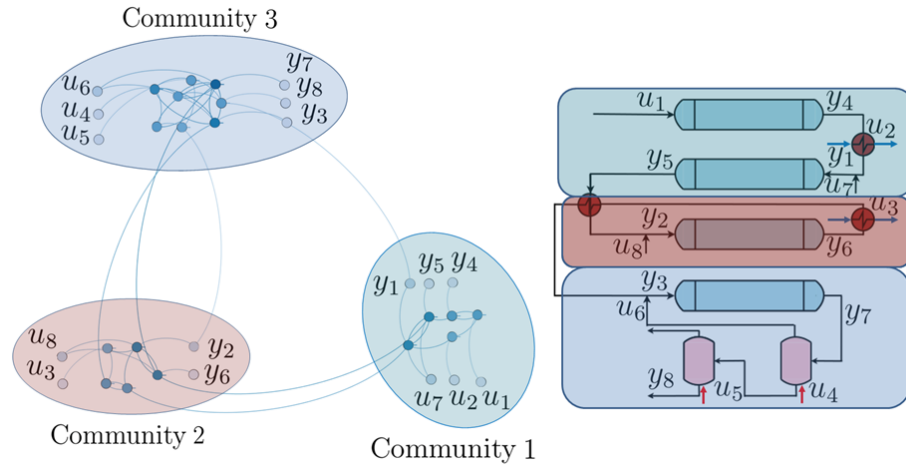 Community 3
u₆
u₄
u₅
y₇
y₈
y₃
u₈
u₃
y₂
y₆
Community 2
y₁ y₅ y₄
u₇ u₂ u₁
Community 1
u₁
y₄
u₂
y₅
y₁
u₇
u₃
y₂
u₈
y₆
y₃
u₆
y₇
y₈
u₅
u₄